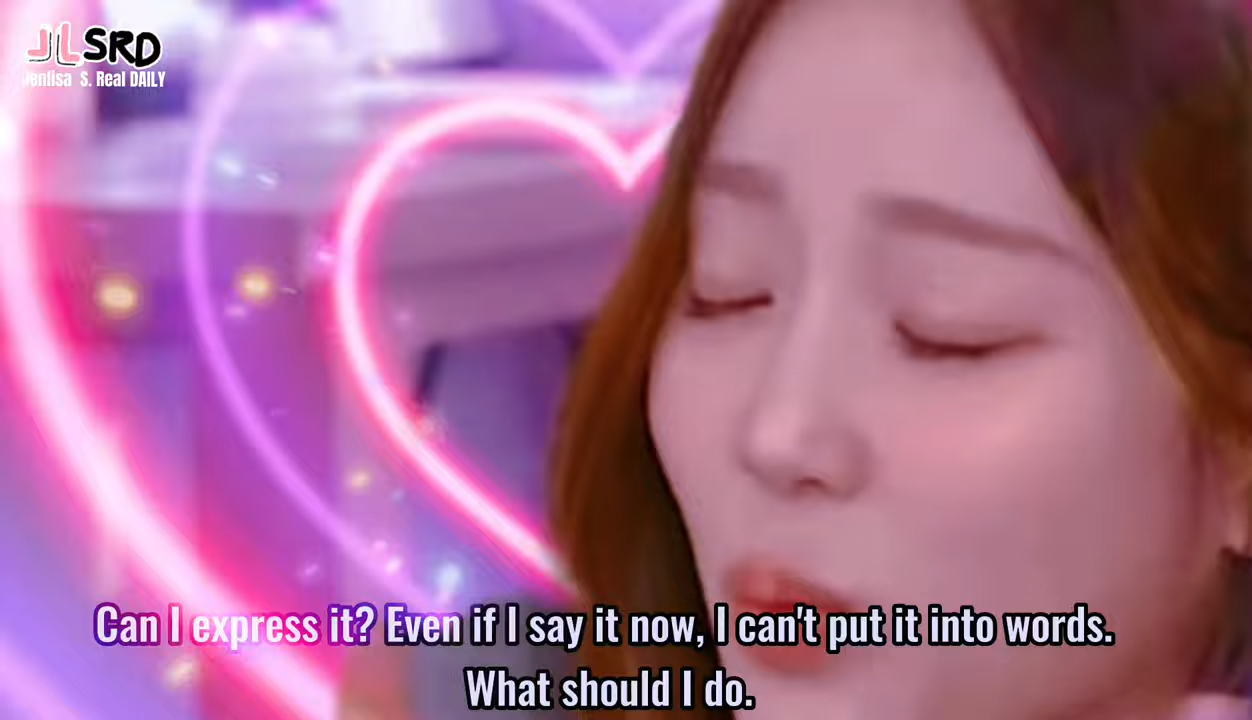 JLSRD
Jenlisa S. Real DAILY
Can I express it? Even if I say it now, I can't put it into words.
What should I do.